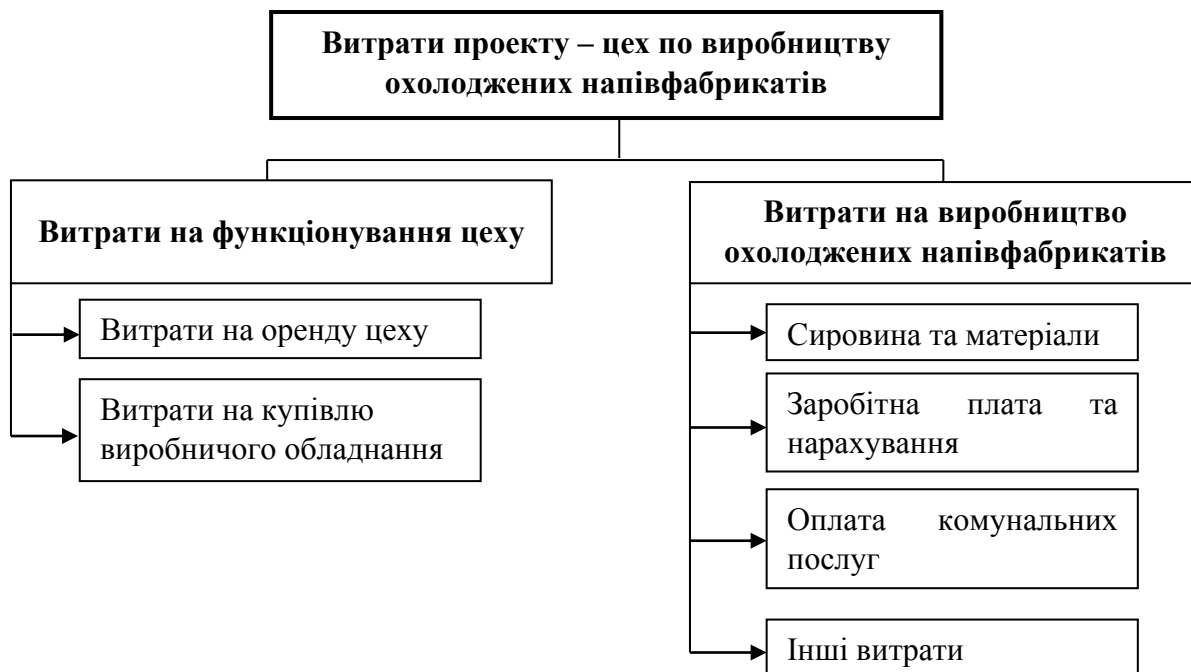 Витрати проекту – цех по виробництву
охолоджених напівфабрикатів
Витрати на функціонування цеху
Витрати на оренду цеху
Витрати на купівлю
виробничого обладнання
Витрати на виробництво
охолоджених напівфабрикатів
Сировина та матеріали
Заробітна плата та
нарахування
Оплата комунальних
послуг
Інші витрати